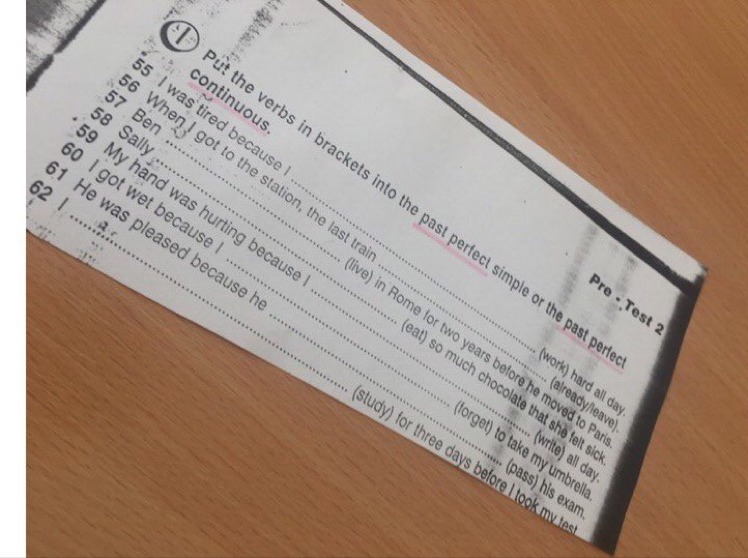 Pre - Test 2
Put the verbs in brackets into the past perfect simple or the past perfect
continuous.
55 I was tired because I .................... (work) hard all day.
56 When I got to the station, the last train .................... (already/leave).
57 Ben .................... (live) in Rome for two years before he moved to Paris.
58 Sally .................... (eat) so much chocolate that she felt sick.
59 My hand was hurting because I .................... (write) all day.
60 I got wet because I .................... (forget) to take my umbrella.
61 He was pleased because he .................... (pass) his exam.
62 I .................... (study) for three days before I took my test